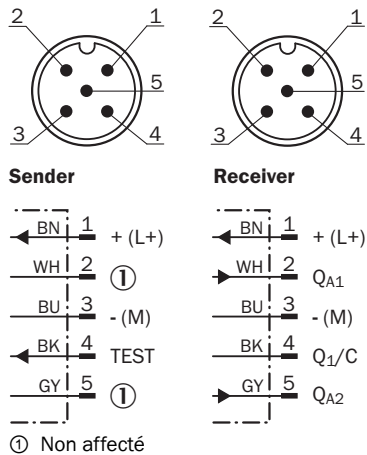 2 1
5
3 4
2 1
5
3 4
Sender
BN 1 + (L+)
WH 2 ①
BU 3 - (M)
BK 4 TEST
GY 5 ①
① Non affecté
Receiver
BN 1 + (L+)
WH 2 QA1
BU 3 - (M)
BK 4 Q1/C
GY 5 QA2